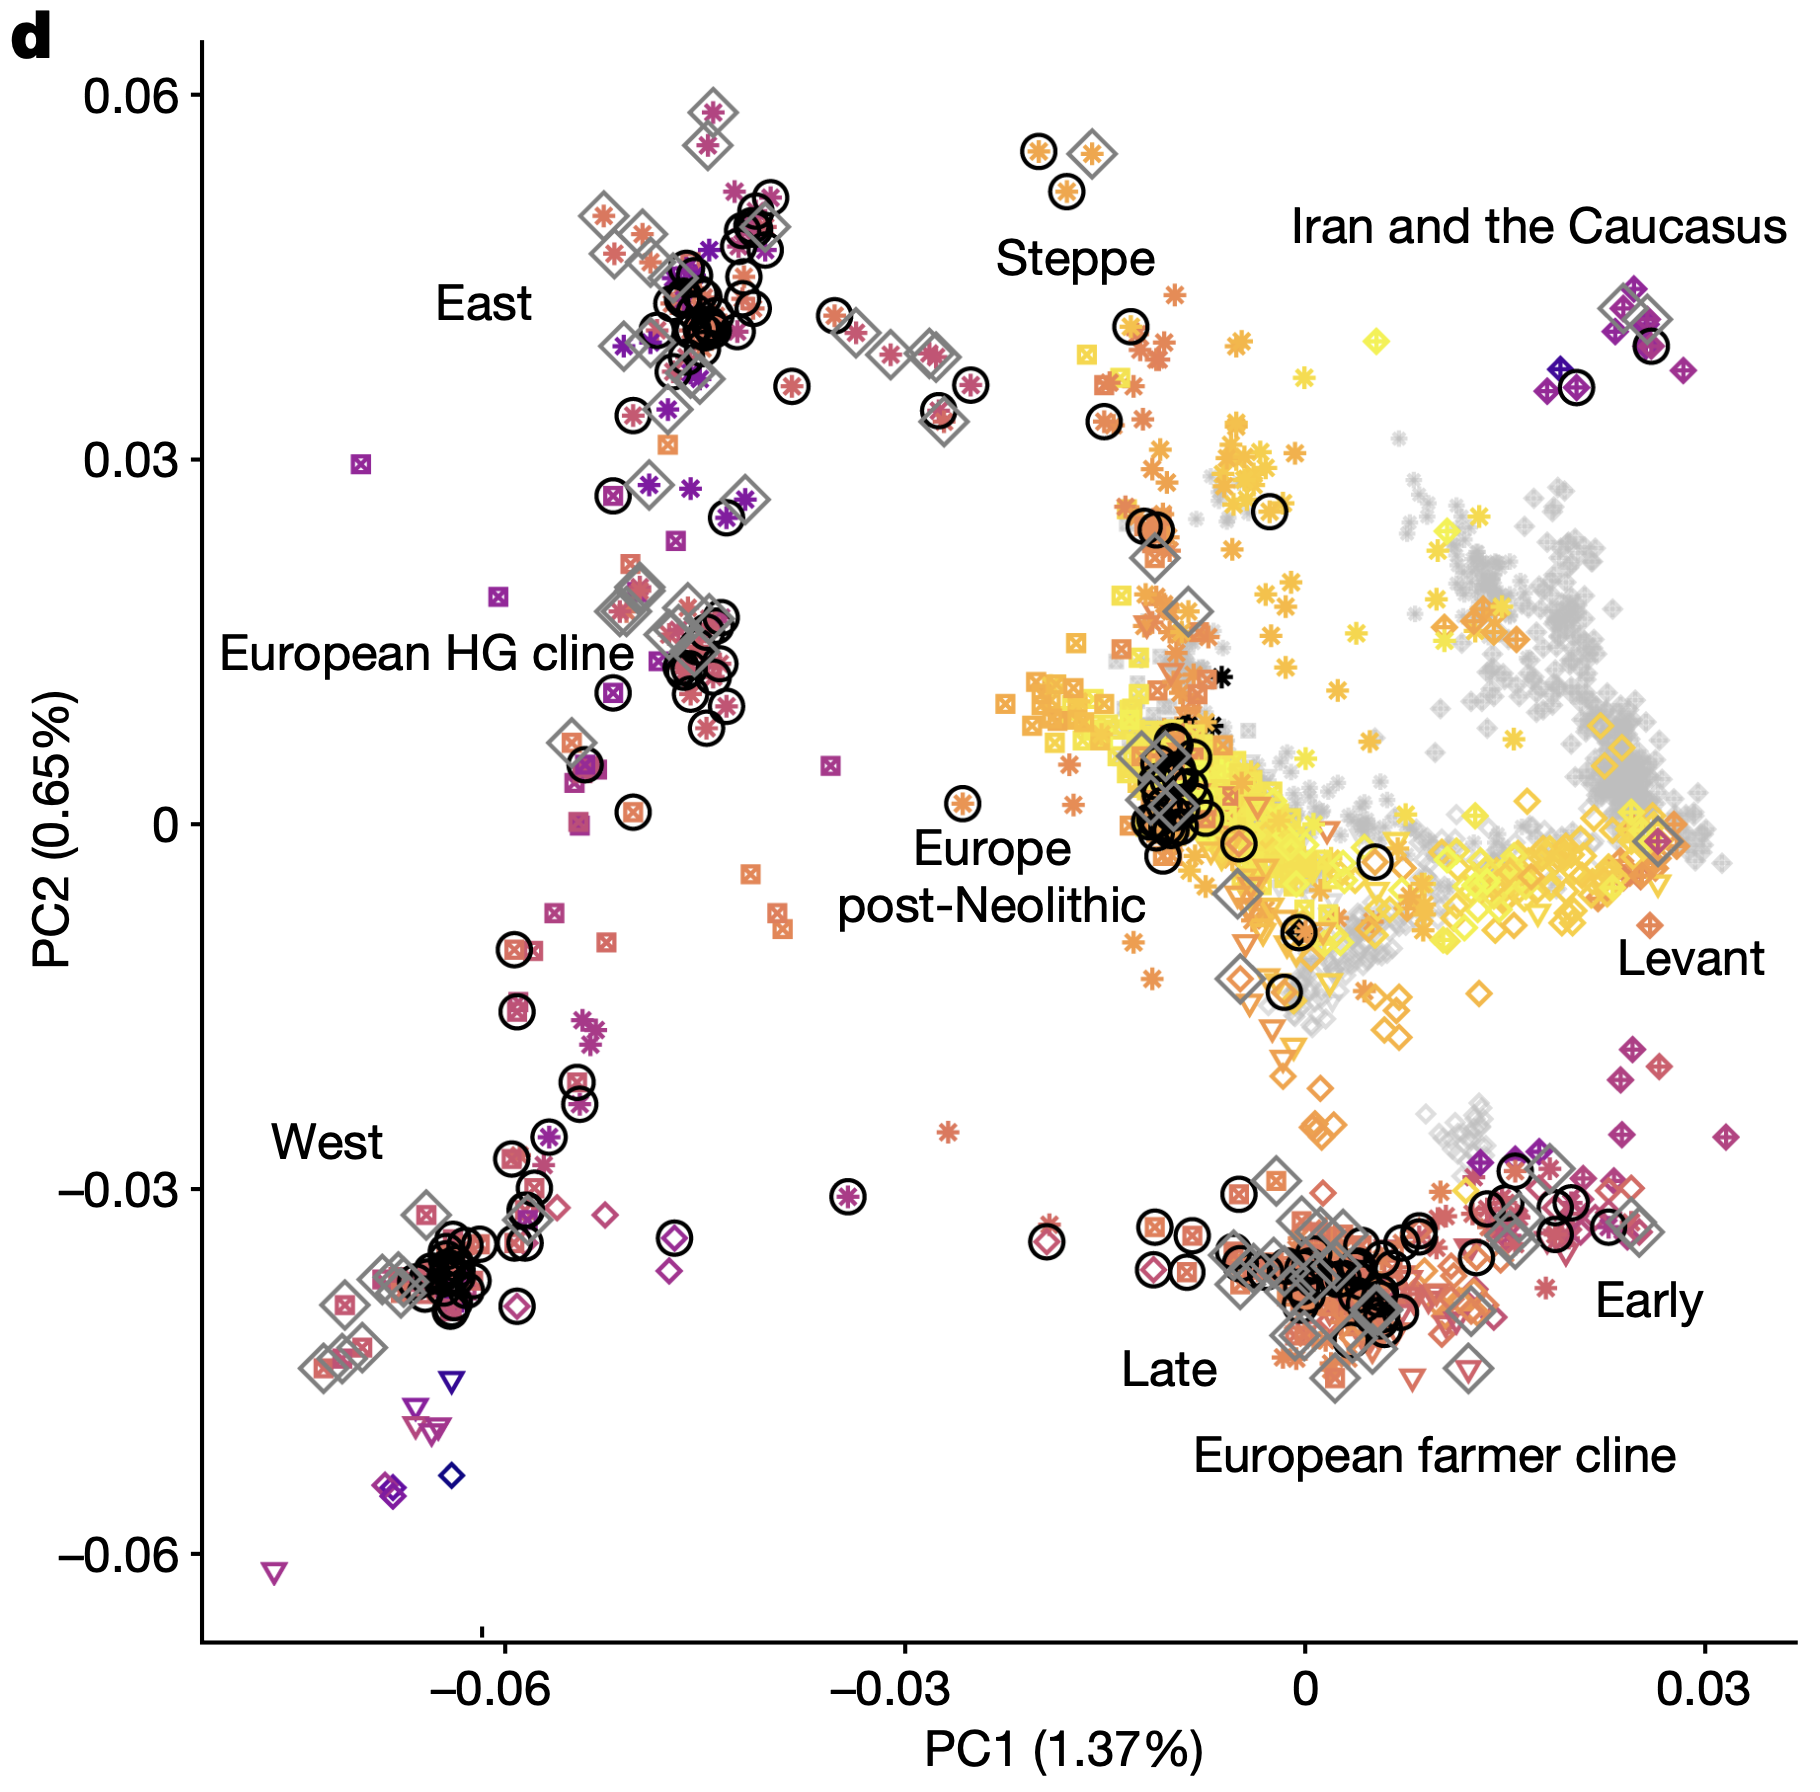 d
0.06
Iran and the Caucasus
Steppe
East
0.03
European HG cline
PC2 (0.65%)
0
Europe
post-Neolithic
Levant
West
–0.03
Early
Late
European farmer cline
–0.06
–0.06
–0.03
0
0.03
PC1 (1.37%)